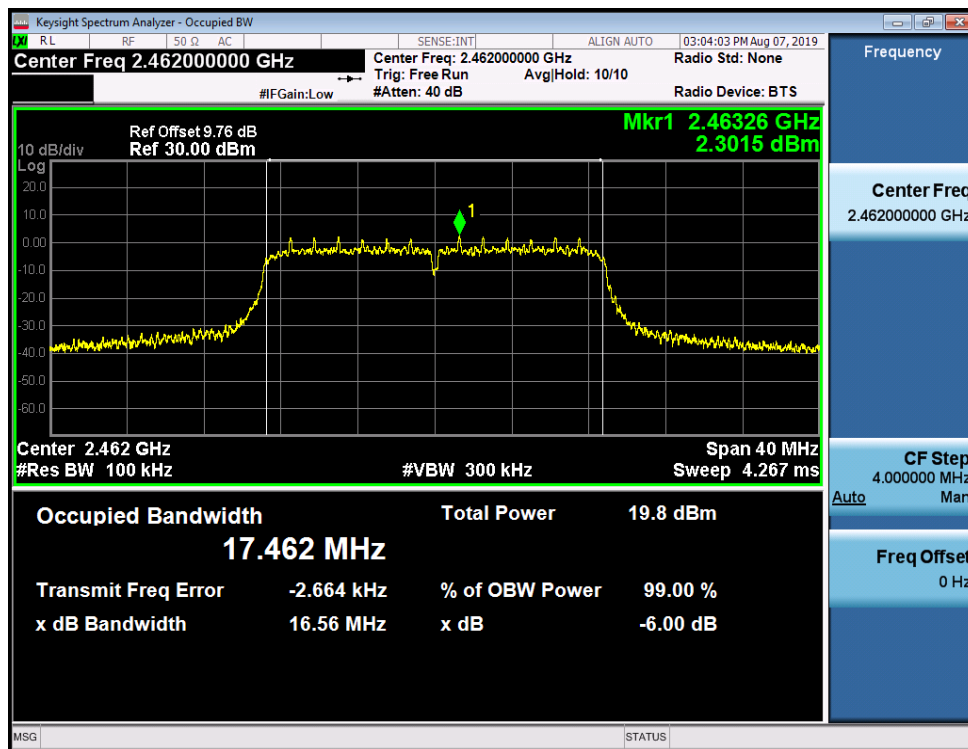 Keysight Spectrum Analyzer - Occupied BW
LXI RL RF 50 Ω AC SENSE:INT ALIGN AUTO 03:04:03 PM Aug 07, 2019
Center Freq 2.462000000 GHz
Center Freq: 2.462000000 GHz Radio Std: None
Trig: Free Run Avg|Hold: 10/10
#IFGain:Low #Atten: 40 dB Radio Device: BTS
Ref Offset 9.76 dB
10 dB/div Ref 30.00 dBm
Log
Mkr1 2.46326 GHz
2.3015 dBm
20.0
10.0
0.00
-10.0
-20.0
-30.0
-40.0
-50.0
-60.0
1
Center 2.462 GHz Span 40 MHz
#Res BW 100 kHz #VBW 300 kHz Sweep 4.267 ms
Occupied Bandwidth Total Power 19.8 dBm
17.462 MHz
Transmit Freq Error -2.664 kHz % of OBW Power 99.00 %
x dB Bandwidth 16.56 MHz x dB -6.00 dB
Frequency
Center Freq
2.462000000 GHz
CF Step
4.000000 MHz
Auto Man
Freq Offset
0 Hz
MSG STATUS